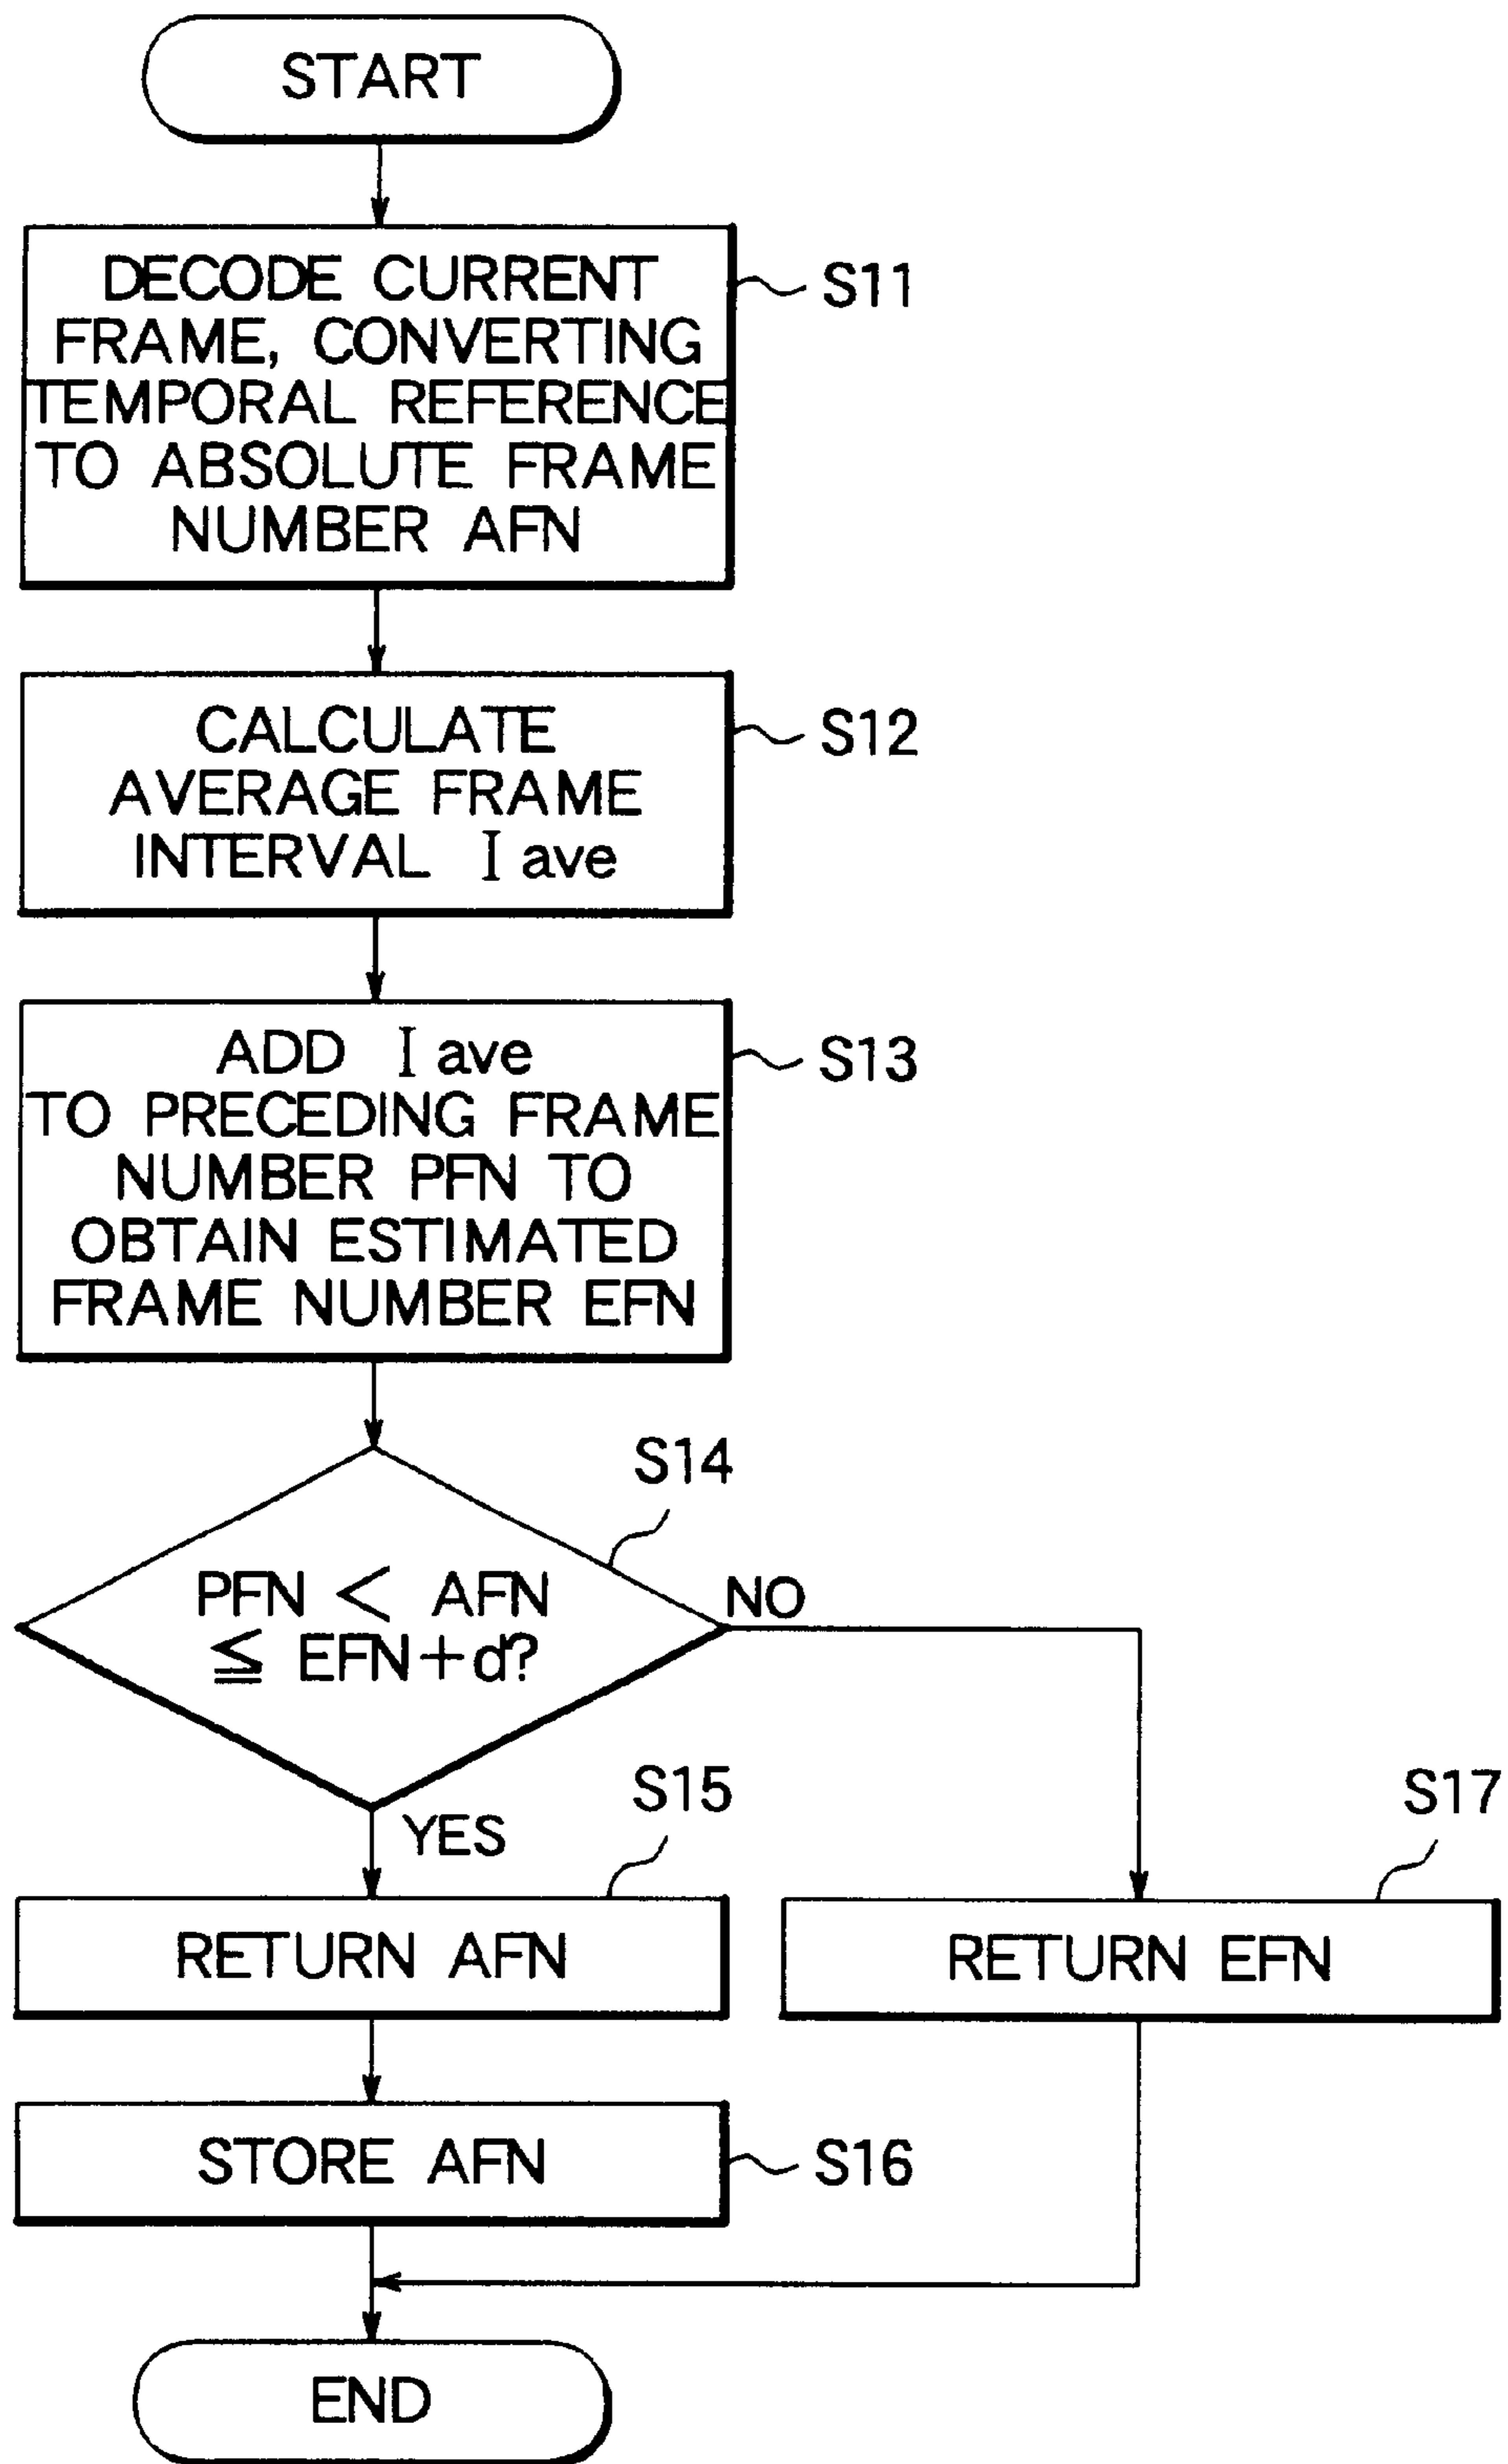 START
DECODE CURRENT
FRAME, CONVERTING
TEMPORAL REFERENCE
TO ABSOLUTE FRAME
NUMBER AFN
S11
CALCULATE
AVERAGE FRAME
INTERVAL I ave
S12
ADD I ave
TO PRECEDING FRAME
NUMBER PFN TO
OBTAIN ESTIMATED
FRAME NUMBER EFN
S13
S14
PFN < AFN
≦ EFN+d?
NO
YES
S15
RETURN AFN
S17
RETURN EFN
STORE AFN
S16
END